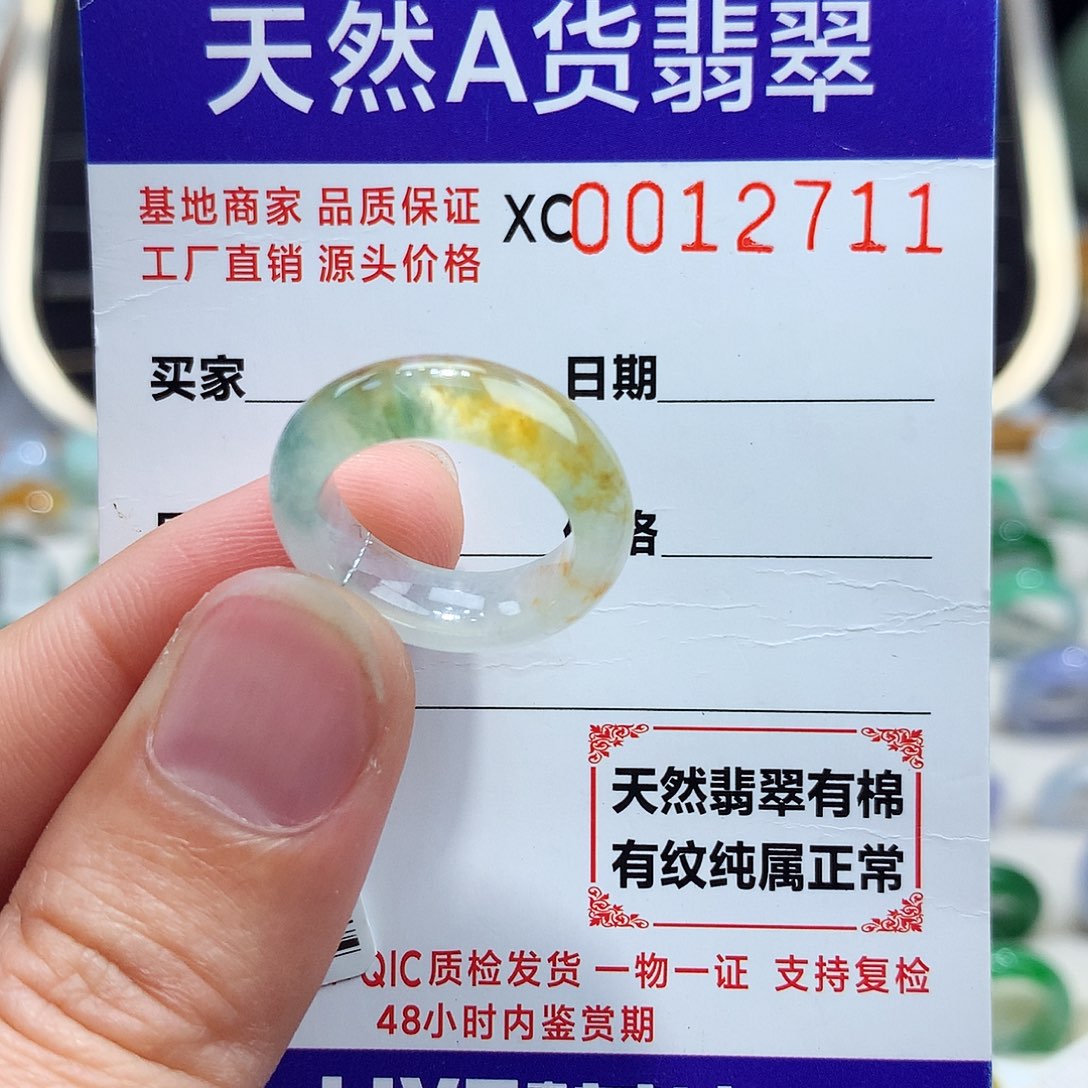 天然A货翡翠
基地商家 品质保证
工厂直销 源头价格
XC0012711
买家 日期
格
天然翡翠有棉
有纹纯属正常
QIC质检发货 一物一证 支持复检
48小时内鉴赏期